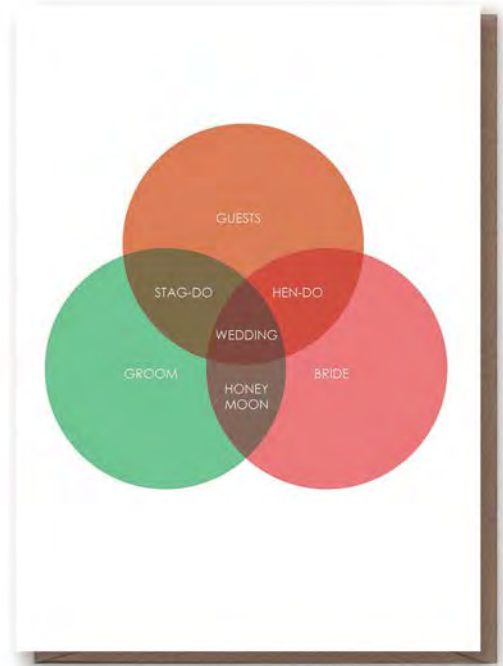 GUESTS
STAG-DO HEN-DO
WEDDING
GROOM BRIDE
HONEY
MOON